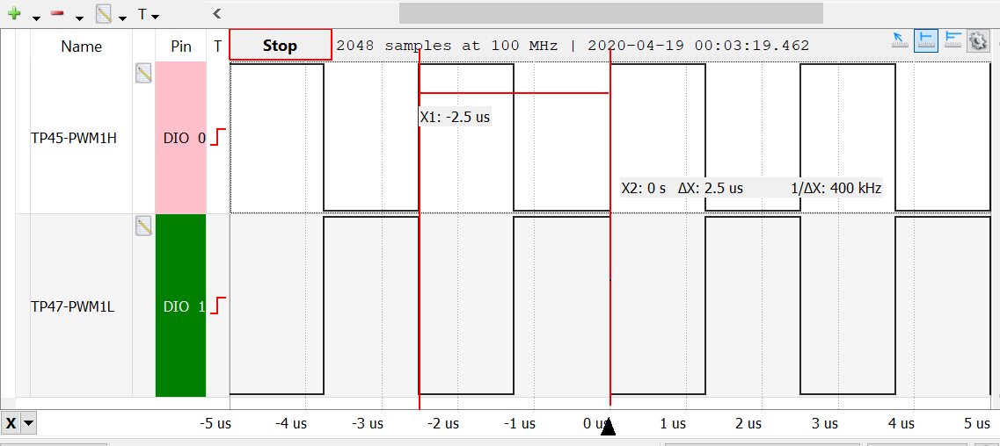 T
Name Pin T Stop 2048 samples at 100 MHz | 2020-04-19 00:03:19.462
X1: -2.5 us
TP45-PWM1H DIO 0
X2: 0 s ΔX: 2.5 us 1/ΔX: 400 kHz
TP47-PWM1L DIO 1
X -5 us -4 us -3 us -2 us -1 us 0 us 1 us 2 us 3 us 4 us 5 us